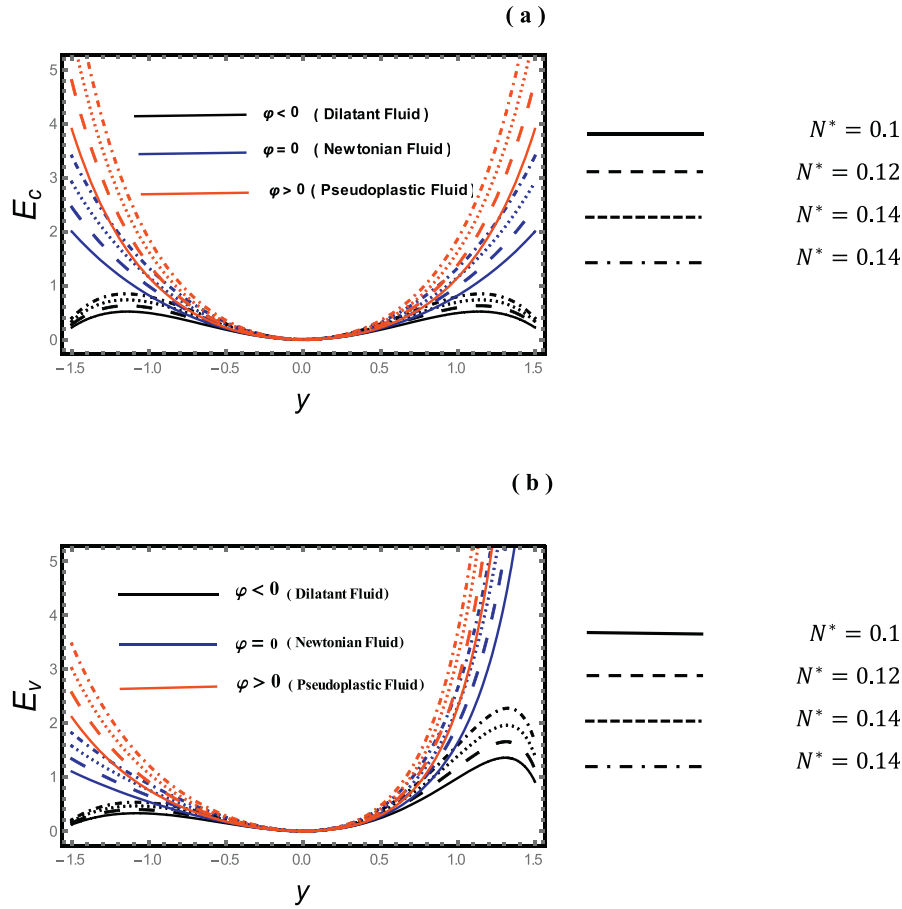 ( a )
5
4
3
2
1
0
E_c
φ < 0 ( Dilatant Fluid )
φ = 0 ( Newtonian Fluid )
φ > 0 ( Pseudoplastic Fluid )
−1.5 −1.0 −0.5 0.0 0.5 1.0 1.5
y
N* = 0.1
N* = 0.12
N* = 0.14
N* = 0.14
( b )
5
4
3
2
1
0
E_v
φ < 0 ( Dilatant Fluid)
φ = 0 (Newtonian Fluid)
φ > 0 ( Pseudoplastic Fluid)
−1.5 −1.0 −0.5 0.0 0.5 1.0 1.5
y
N* = 0.1
N* = 0.12
N* = 0.14
N* = 0.14